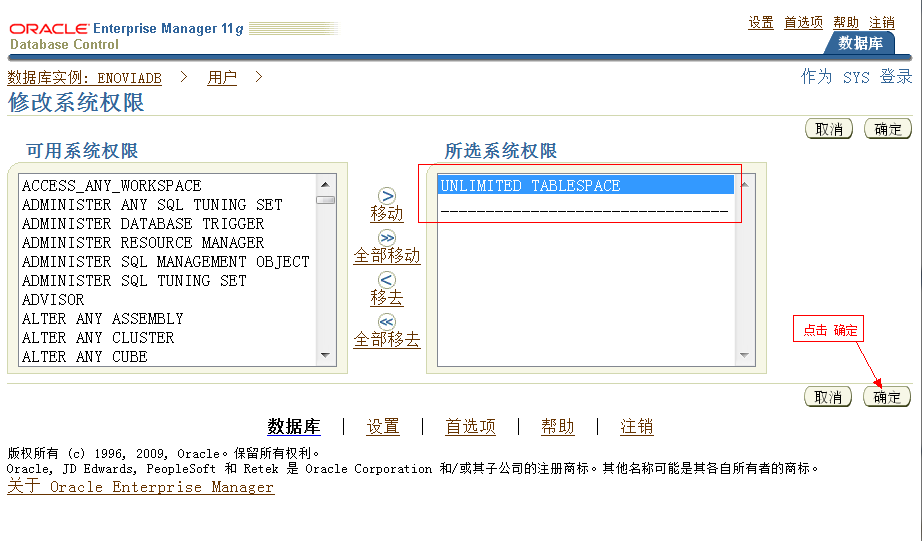 ORACLE Enterprise Manager 11g
Database Control
设置 首选项 帮助 注销
数据库
数据库实例: ENOVIADB > 用户 >
作为 SYS 登录
修改系统权限
取消 确定
可用系统权限
ACCESS_ANY_WORKSPACE
ADMINISTER ANY SQL TUNING SET
ADMINISTER DATABASE TRIGGER
ADMINISTER RESOURCE MANAGER
ADMINISTER SQL MANAGEMENT OBJECT
ADMINISTER SQL TUNING SET
ADVISOR
ALTER ANY ASSEMBLY
ALTER ANY CLUSTER
ALTER ANY CUBE
移动
全部移动
移去
全部移去
所选系统权限
UNLIMITED TABLESPACE
--------------------------------
点击 确定
取消 确定
数据库 | 设置 | 首选项 | 帮助 | 注销
版权所有 (c) 1996, 2009, Oracle。保留所有权利。
Oracle, JD Edwards, PeopleSoft 和 Retek 是 Oracle Corporation 和/或其子公司的注册商标。其他名称可能是其各自所有者的商标。
关于 Oracle Enterprise Manager